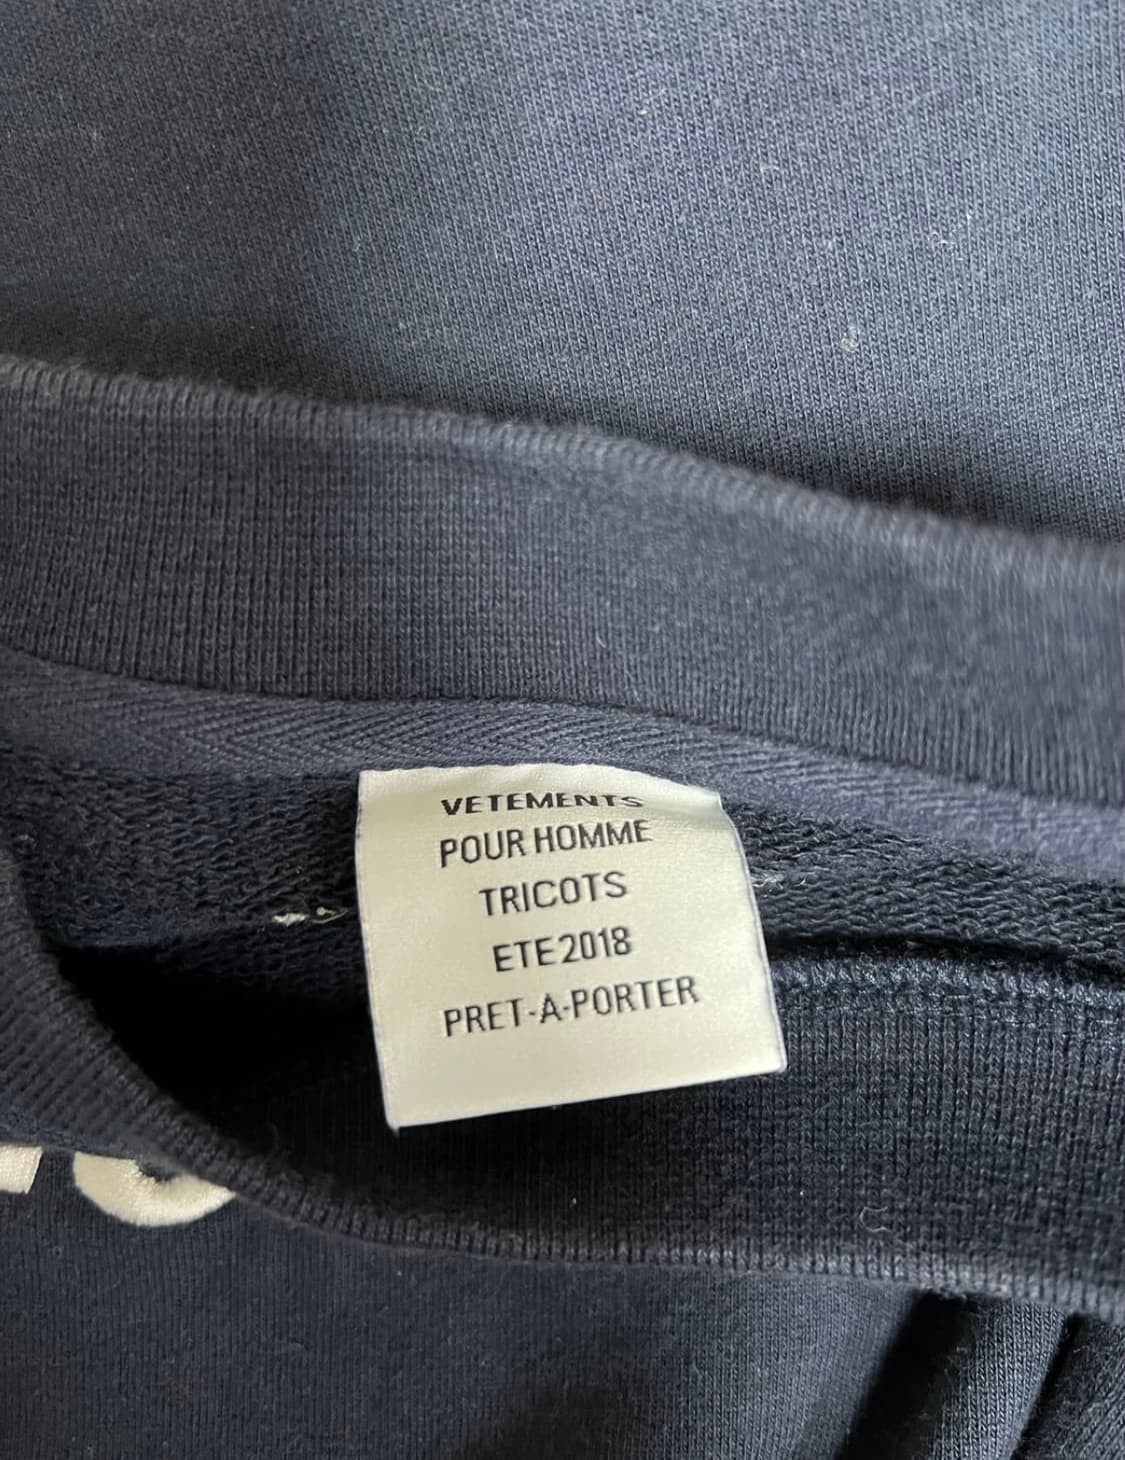 VETEMENTS
POUR HOMME
TRICOTS
ETE 2018
PRET-A-PORTER